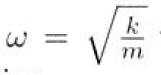 ω = √(k/m)